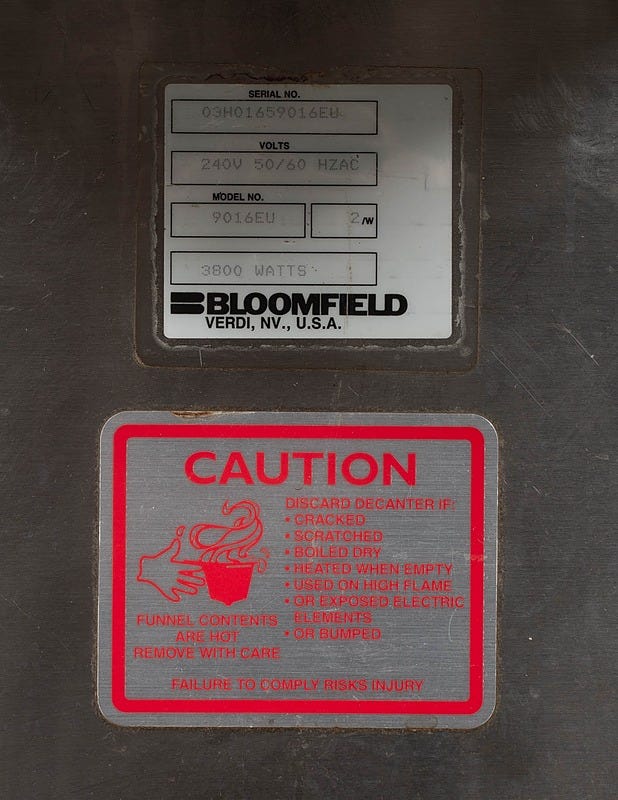 SERIAL NO.
03H01659016EU
VOLTS
240V 50/60 HZAC
MODEL NO.
9016EU 2/W
3800 WATTS
BLOOMFIELD
VERDI, NV., U.S.A.
CAUTION
DISCARD DECANTER IF:
• CRACKED
• SCRATCHED
• BOILED DRY
• HEATED WHEN EMPTY
• USED ON HIGH FLAME
• OR EXPOSED ELECTRIC
ELEMENTS
• OR BUMPED
FUNNEL CONTENTS
ARE HOT
REMOVE WITH CARE
FAILURE TO COMPLY RISKS INJURY